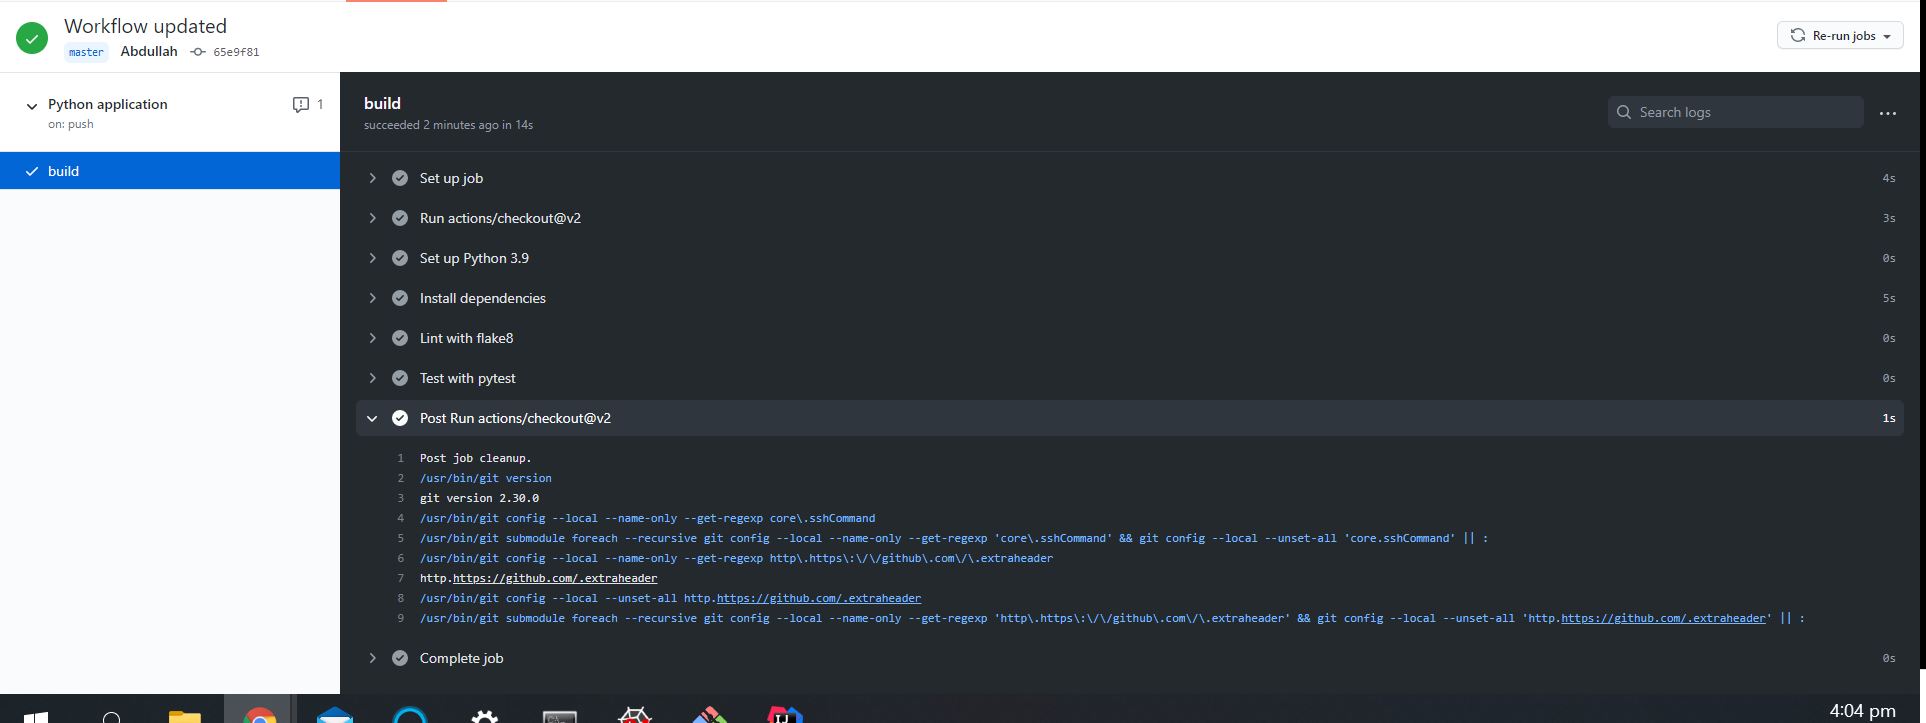 Workflow updated
master Abdullah 65e9f81
Re-run jobs
Python application 1
on: push
build
build
succeeded 2 minutes ago in 14s
Search logs
Set up job 4s
Run actions/checkout@v2 3s
Set up Python 3.9 0s
Install dependencies 5s
Lint with flake8 0s
Test with pytest 0s
Post Run actions/checkout@v2 1s
1 Post job cleanup.
2 /usr/bin/git version
3 git version 2.30.0
4 /usr/bin/git config --local --name-only --get-regexp core\.sshCommand
5 /usr/bin/git submodule foreach --recursive git config --local --name-only --get-regexp 'core\.sshCommand' && git config --local --unset-all 'core.sshCommand' || :
6 /usr/bin/git config --local --name-only --get-regexp http\.https\:\/\/github\.com\/\.extraheader
7 http.https://github.com/.extraheader
8 /usr/bin/git config --local --unset-all http.https://github.com/.extraheader
9 /usr/bin/git submodule foreach --recursive git config --local --name-only --get-regexp 'http\.https\:\/\/github\.com\/\.extraheader' && git config --local --unset-all 'http.https://github.com/.extraheader' || :
Complete job 0s
4:04 pm